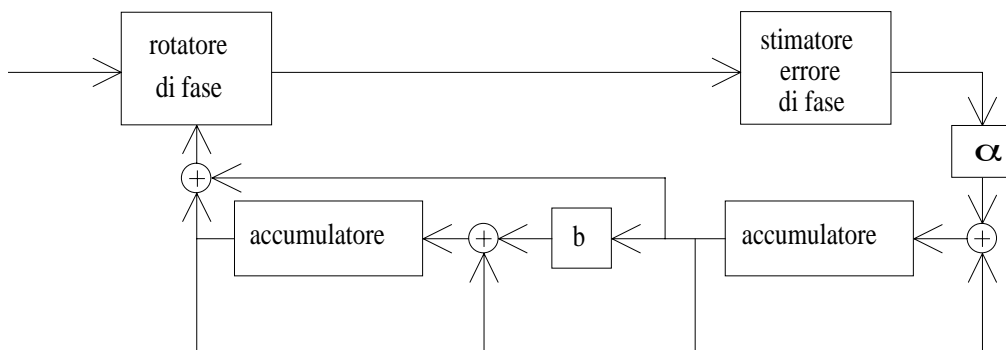 rotatore
di fase
stimatore
errore
di fase
α
+
accumulatore
+
b
accumulatore
+